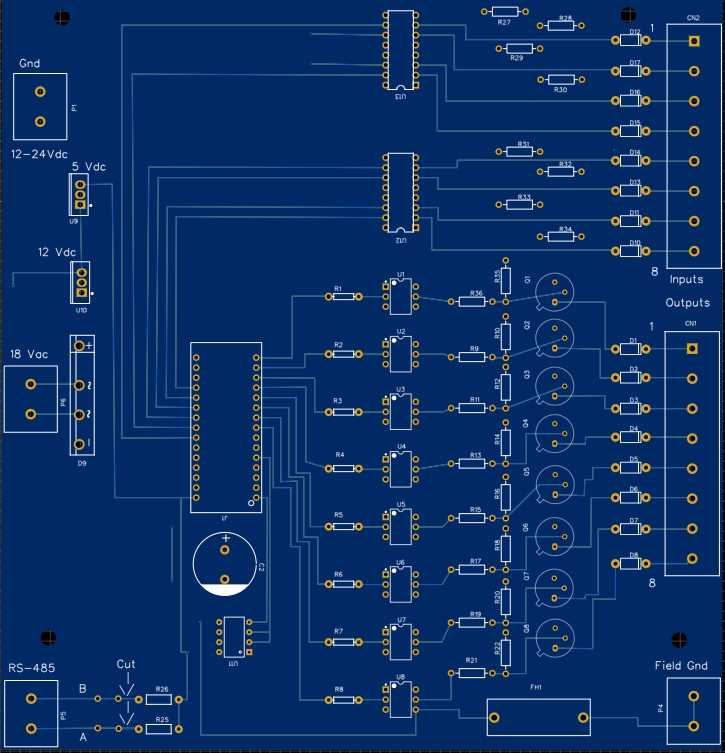 CN2
R27
R28
1
D12
R29
D17
Gnd
R30
D16
P1
U13
D15
12-24Vdc
R31
D14
5 Vdc
R32
D13
R33
D11
U9
U12
R34
D10
12 Vdc
8
Inputs
U1
R35
Q1
R1
R36
Outputs
U10
CN1
U2
R10
Q2
1
D1
18 Vac
+
R2
R9
~
D2
U3
R12
Q3
P6
~
R3
R11
D3
U4
R14
Q4
D4
-
D9
R4
R13
Q5
D5
U5
R16
D6
J1
R5
R15
Q6
D7
+
U6
R18
C2
R6
R17
Q7
D8
8
R20
U11
U7
R7
R19
Q8
R22
RS-485
Cut
U8
R21
Field Gnd
B
R26
R8
FH1
P5
P4
A
R25